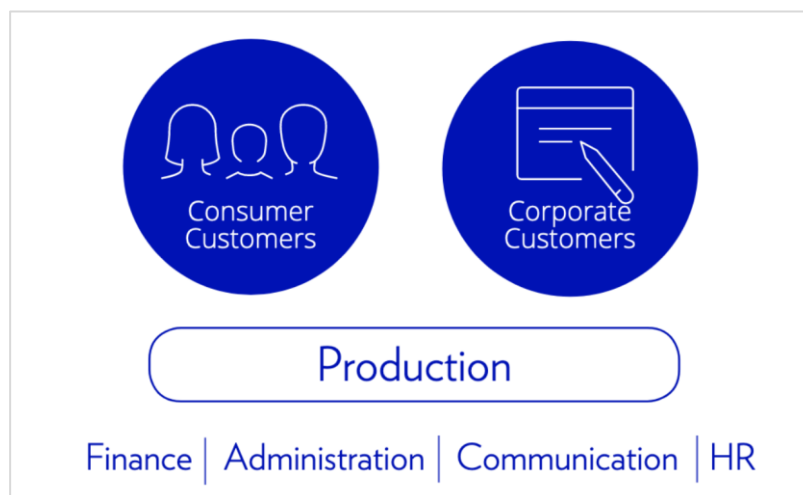 Consumer
Customers
Corporate
Customers
Production
Finance | Administration | Communication | HR